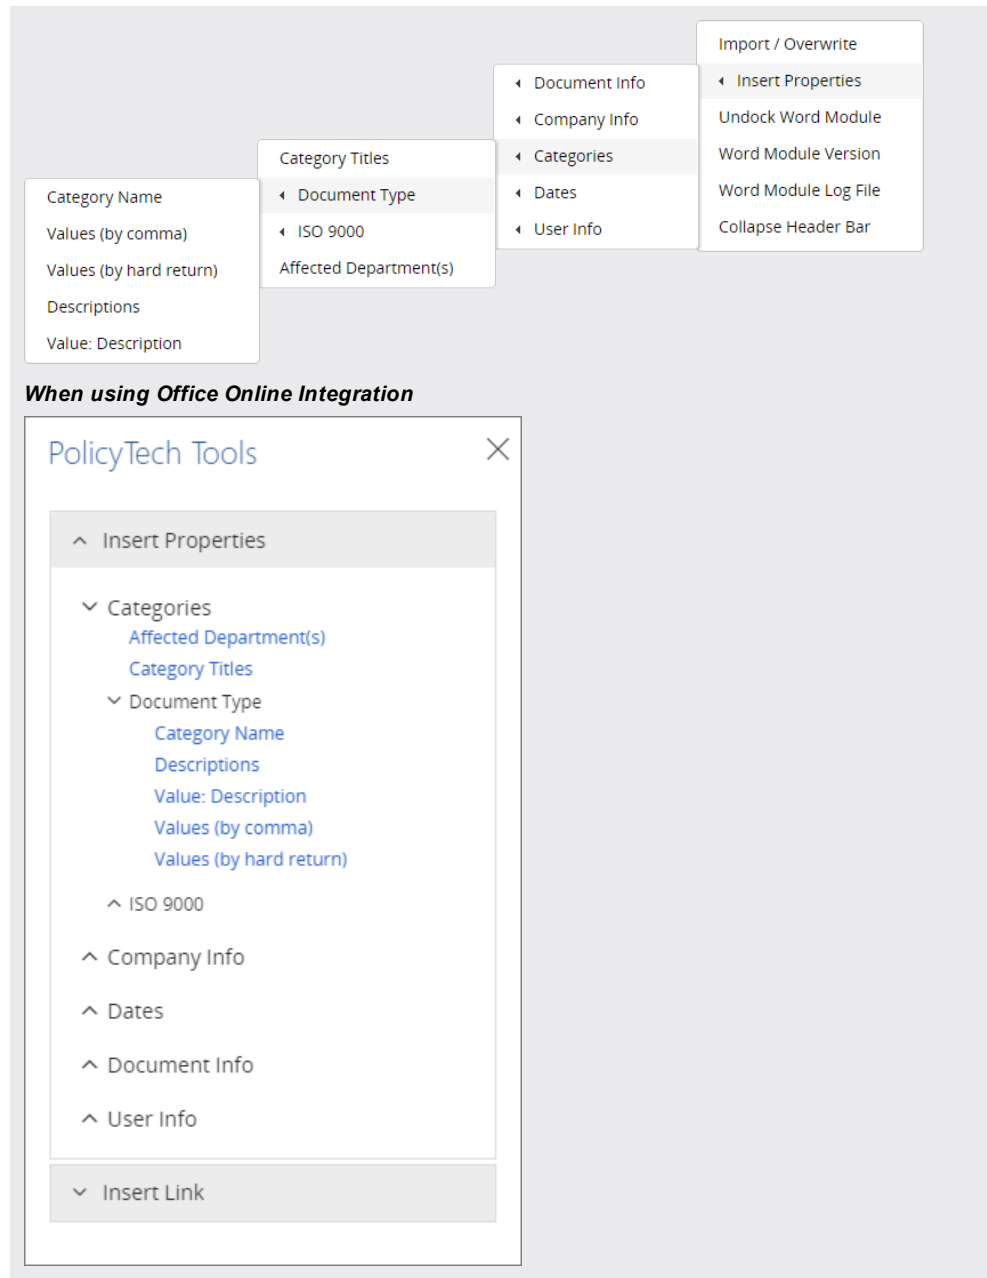 Import / Overwrite
Insert Properties
Undock Word Module
Word Module Version
Word Module Log File
Collapse Header Bar
Document Info
Company Info
Categories
Dates
User Info
Category Titles
Document Type
ISO 9000
Affected Department(s)
Category Name
Values (by comma)
Values (by hard return)
Descriptions
Value: Description
When using Office Online Integration
PolicyTech Tools
Insert Properties
Categories
Affected Department(s)
Category Titles
Document Type
Category Name
Descriptions
Value: Description
Values (by comma)
Values (by hard return)
ISO 9000
Company Info
Dates
Document Info
User Info
Insert Link